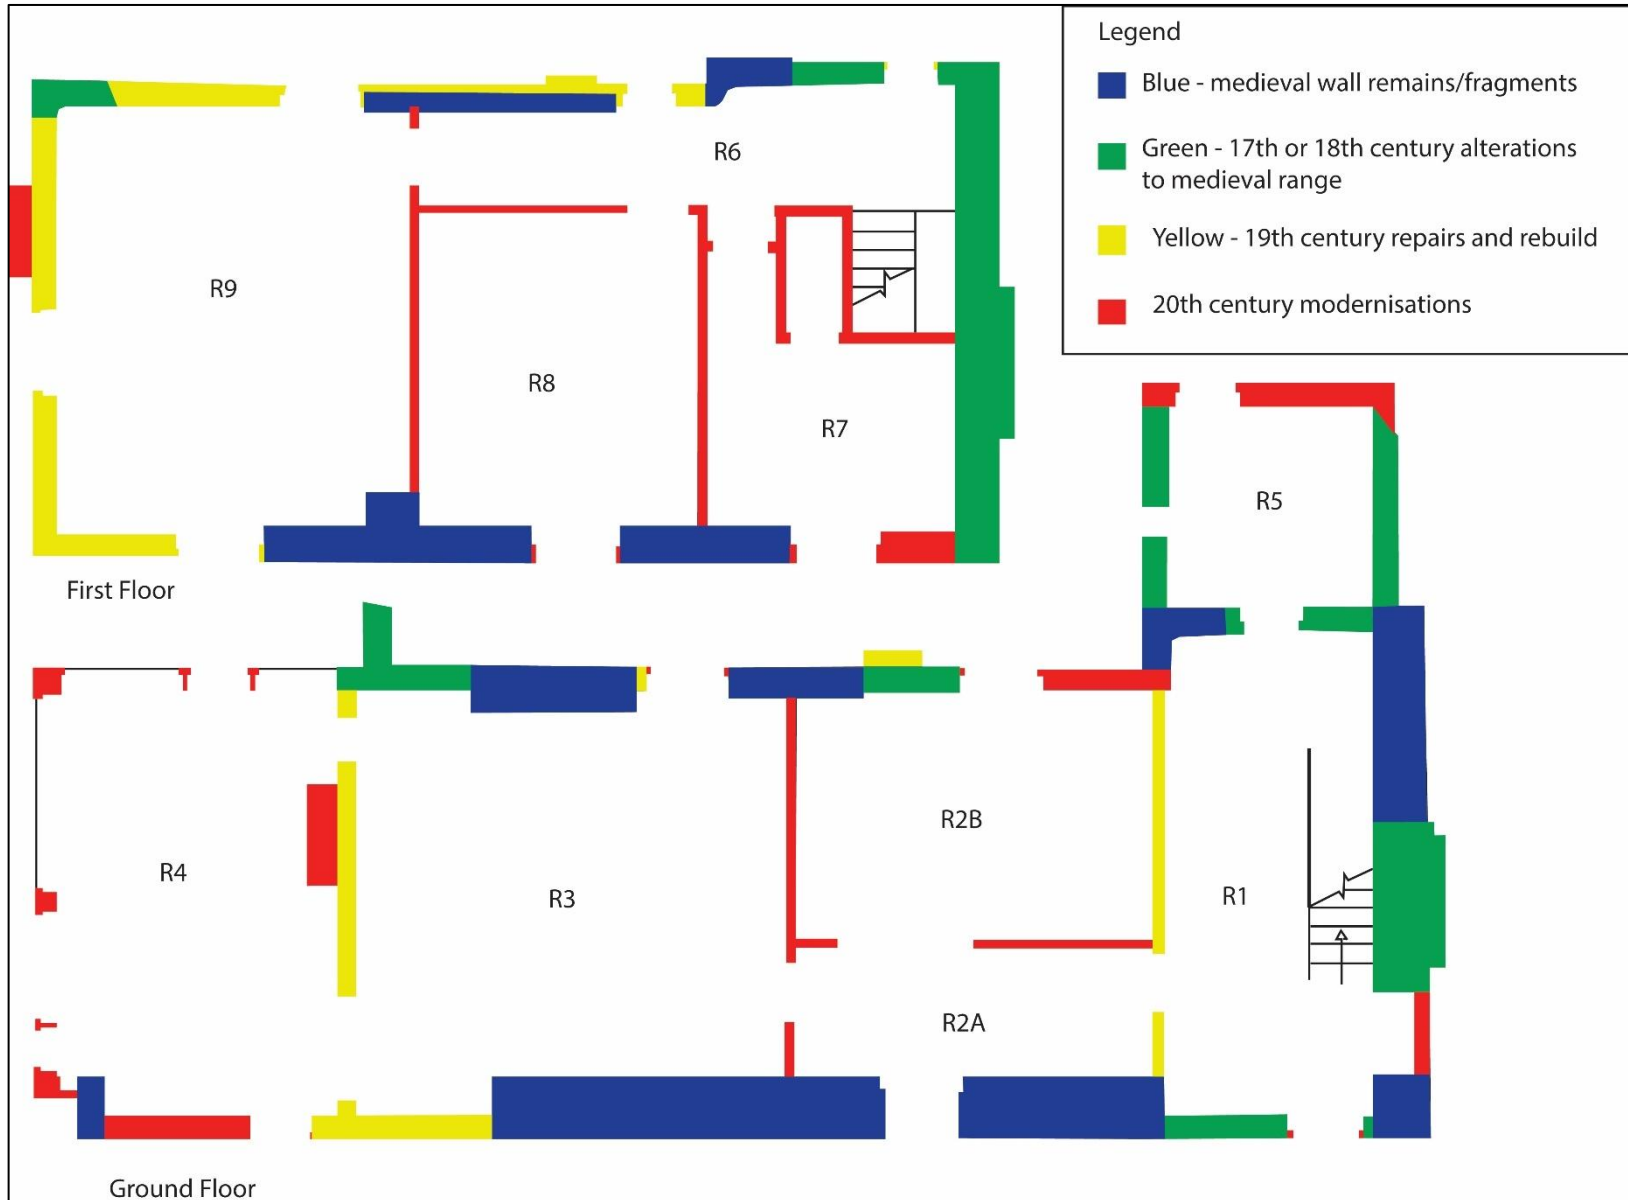 Legend
Blue - medieval wall remains/fragments
Green - 17th or 18th century alterations
to medieval range
Yellow - 19th century repairs and rebuild
20th century modernisations
R6
R9
R8
R7
First Floor
R5
R2B
R4
R3
R1
R2A
Ground Floor